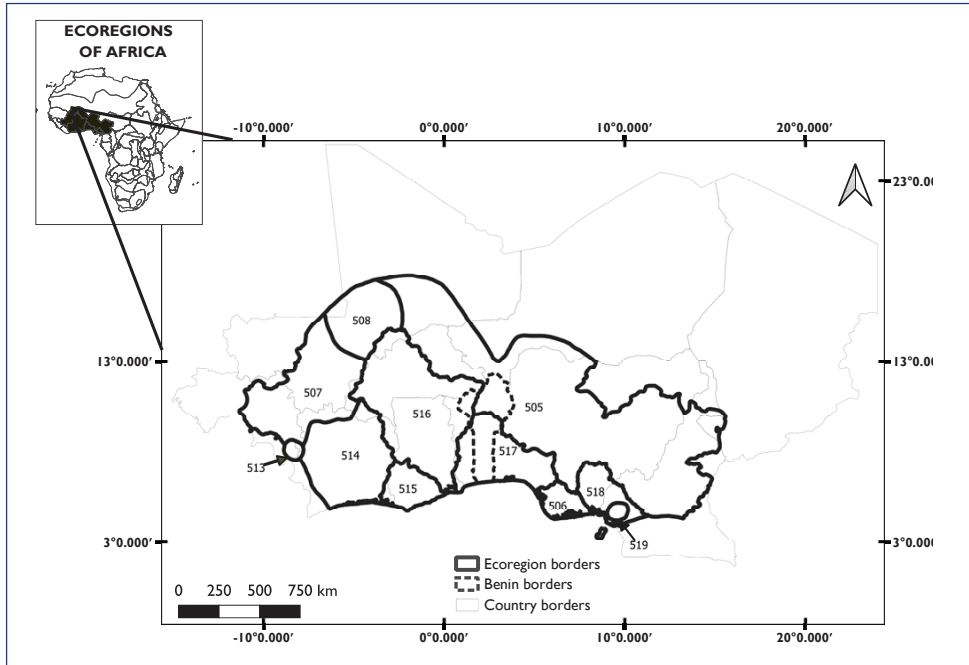 ECOREGIONS
OF AFRICA
-10°0.000′ 0°0.000′ 10°0.000′ 20°0.000′
23°0.0
508
13°0.000′ 13°0.000
507
505
516
517
514
513
515
518
506
3°0.000′ 519 3°0.000′
Ecoregion borders
Benin borders
0 250 500 750 km
Country borders
-10°0.000′ 0°0.000′ 10°0.000′ 20°0.000′